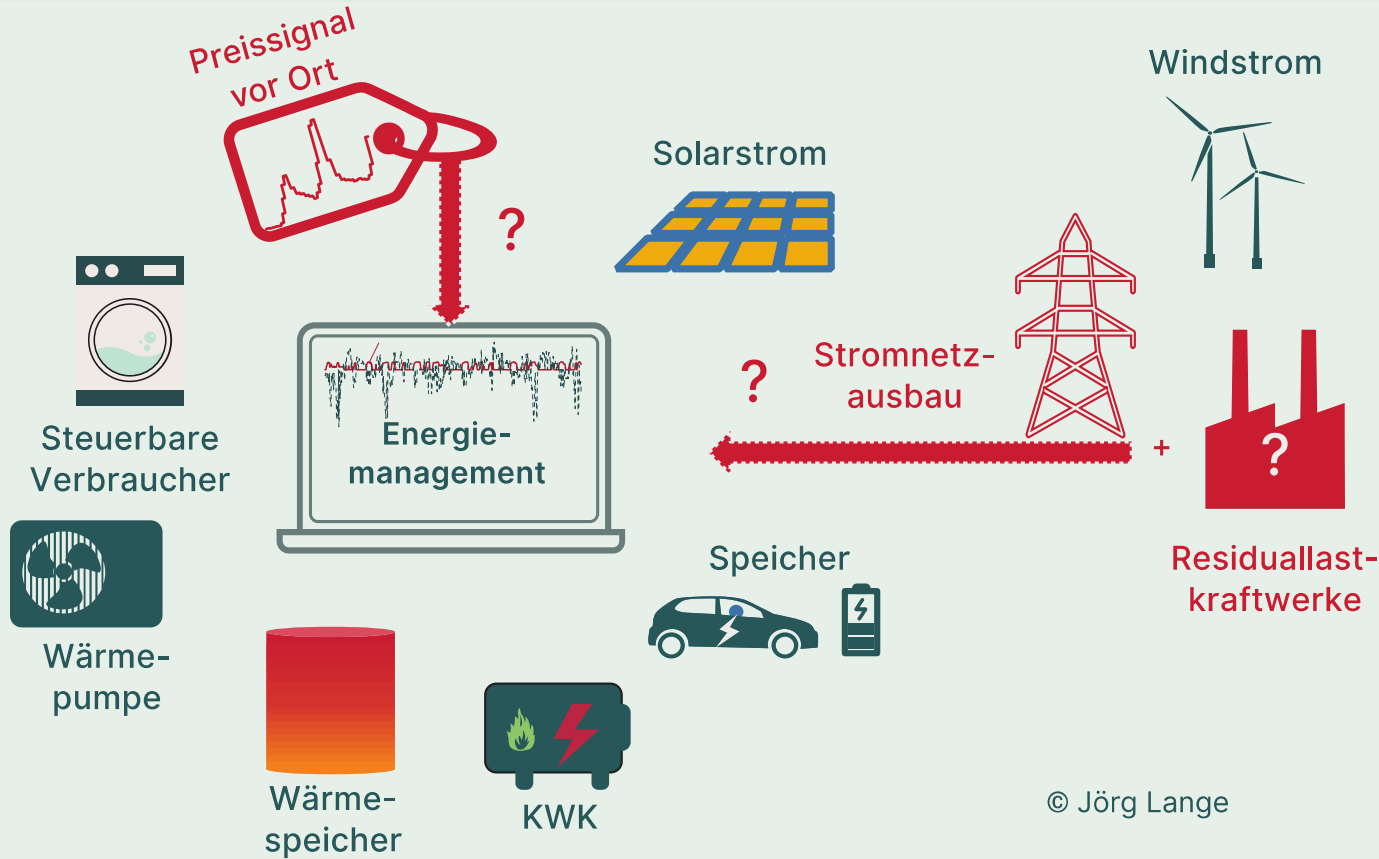 Preissignal
vor Ort
?
Solarstrom
Windstrom
Steuerbare
Verbraucher
Energie-
management
?
Stromnetz-
ausbau
+
?
Residuallast-
kraftwerke
Speicher
Wärme-
pumpe
Wärme-
speicher
KWK
© Jörg Lange